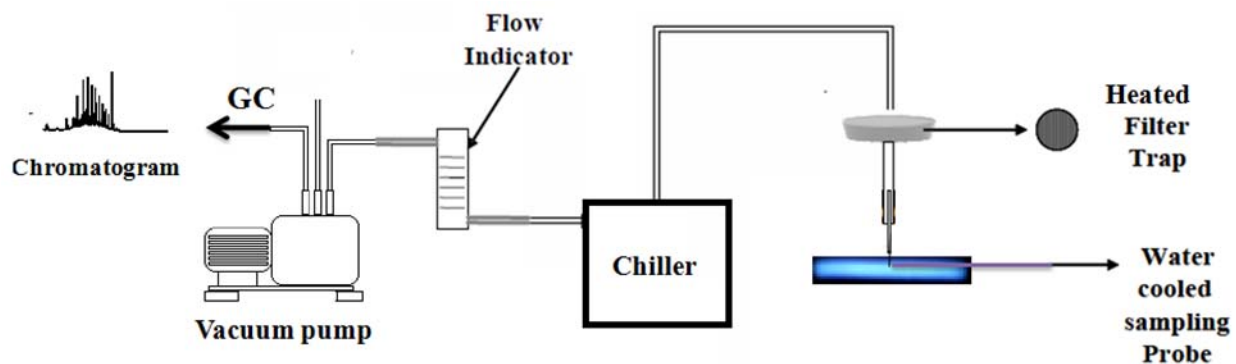 Flow
Indicator
GC
Chromatogram
Vacuum pump
Chiller
Heated
Filter
Trap
Water
cooled
sampling
Probe